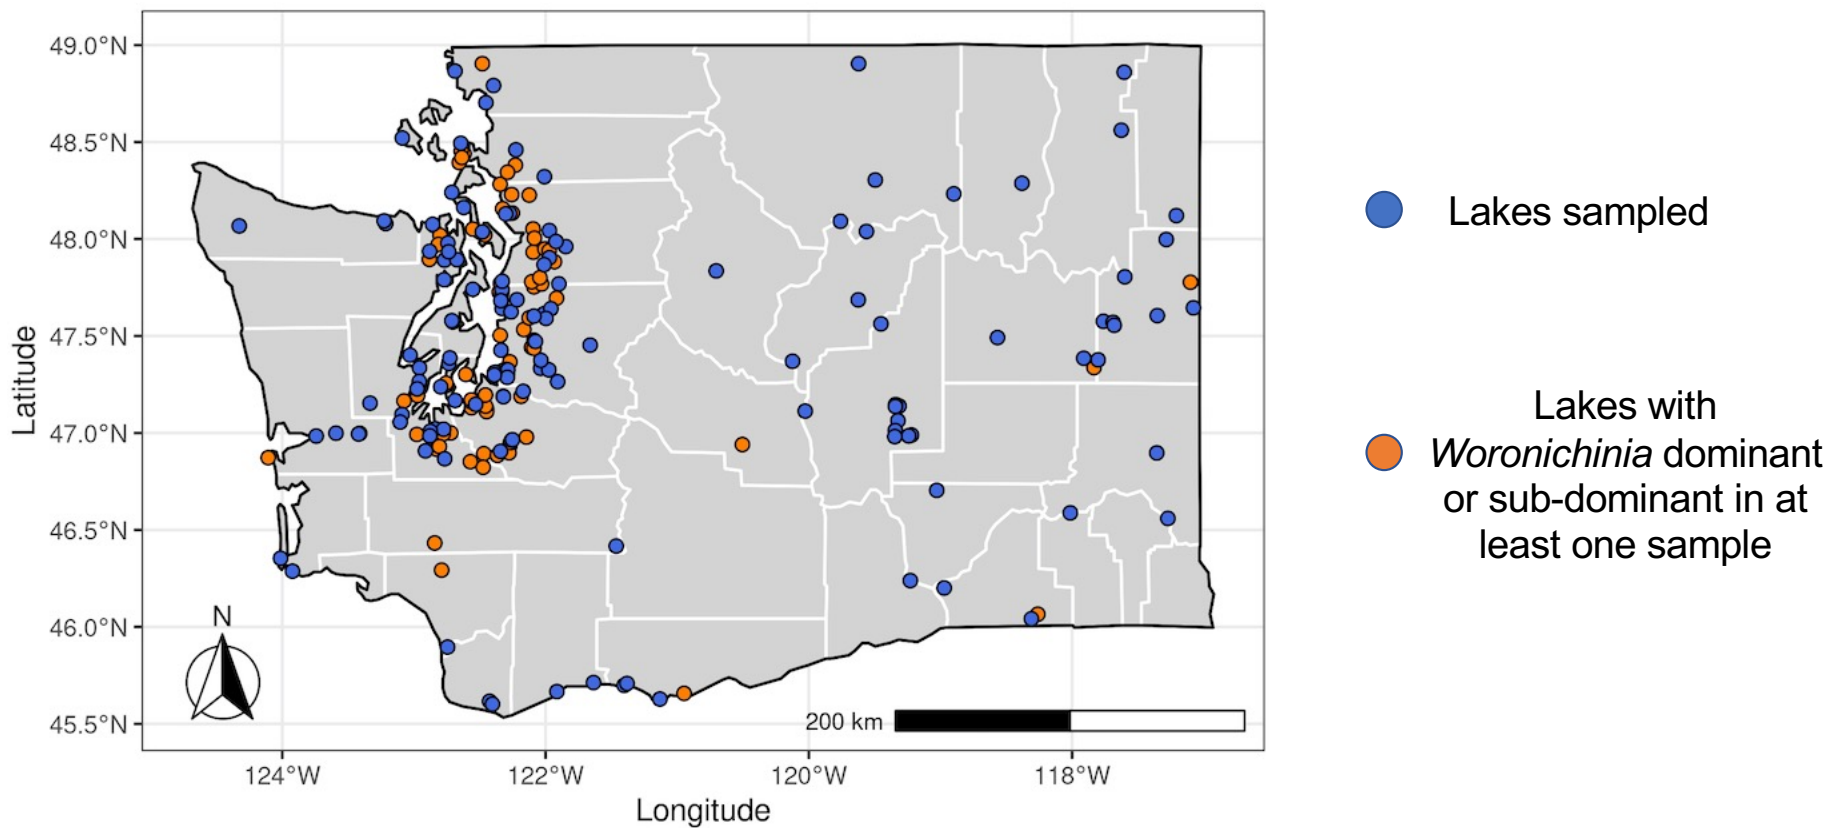 49.0°N
48.5°N
48.0°N
47.5°N
47.0°N
46.5°N
46.0°N
45.5°N
Latitude
N
200 km
124°W
122°W
120°W
118°W
Longitude
Lakes sampled
Lakes with
Woronichinia dominant
or sub-dominant in at
least one sample